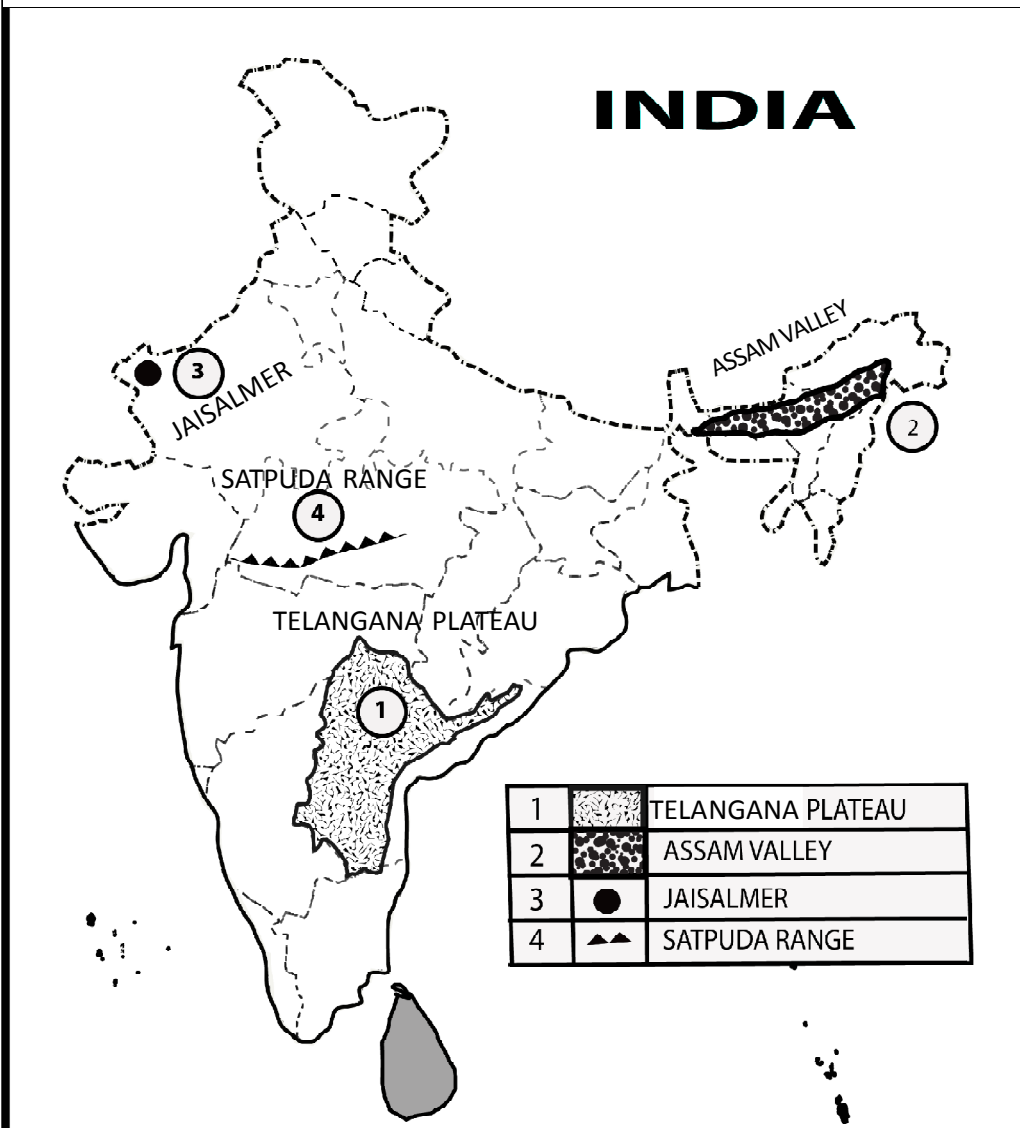 INDIA
ASSAM VALLEY
3
JAISALMER
2
SATPUDA RANGE
4
TELANGANA PLATEAU
1
1 TELANGANA PLATEAU
2 ASSAM VALLEY
3 JAISALMER
4 SATPUDA RANGE